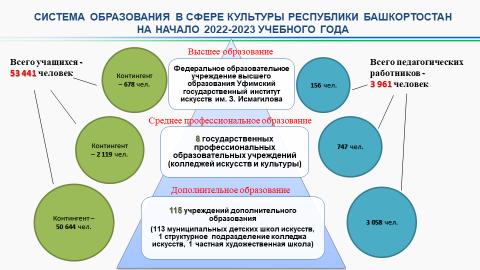 СИСТЕМА ОБРАЗОВАНИЯ В СФЕРЕ КУЛЬТУРЫ РЕСПУБЛИКИ БАШКОРТОСТАН
НА НАЧАЛО 2022-2023 УЧЕБНОГО ГОДА
Всего учащихся -
53 441 человек
Высшее образование
Всего педагогических
работников -
3 961 человек
Контингент
– 678 чел.
Федеральное образовательное
учреждение высшего
образования Уфимский
государственный институт
искусств им. З. Исмагилова
156 чел.
Среднее профессиональное образование
Контингент
– 2 119 чел.
8 государственных
профессиональных
образовательных учреждений
(колледжей искусств и культуры)
747 чел.
Дополнительное образование
Контингент –
50 644 чел.
115 учреждений дополнительного
образования
(113 муниципальных детских школ искусств,
1 структурное подразделение колледжа
искусств, 1 частная художественная школа)
3 058 чел.